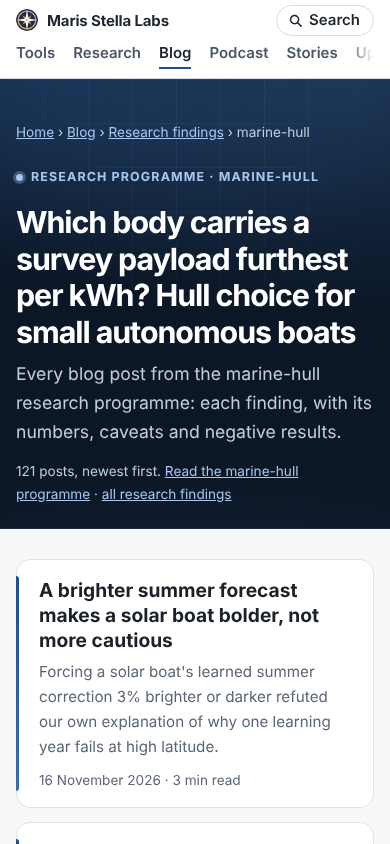 Maris Stella Labs
Search
Tools Research Blog Podcast Stories Up
Home › Blog › Research findings › marine-hull
RESEARCH PROGRAMME · MARINE-HULL
Which body carries a
survey payload furthest
per kWh? Hull choice for
small autonomous boats
Every blog post from the marine-hull
research programme: each finding, with its
numbers, caveats and negative results.
121 posts, newest first. Read the marine-hull
programme · all research findings
A brighter summer forecast
makes a solar boat bolder, not
more cautious
Forcing a solar boat's learned summer
correction 3% brighter or darker refuted
our own explanation of why one learning
year fails at high latitude.
16 November 2026 · 3 min read